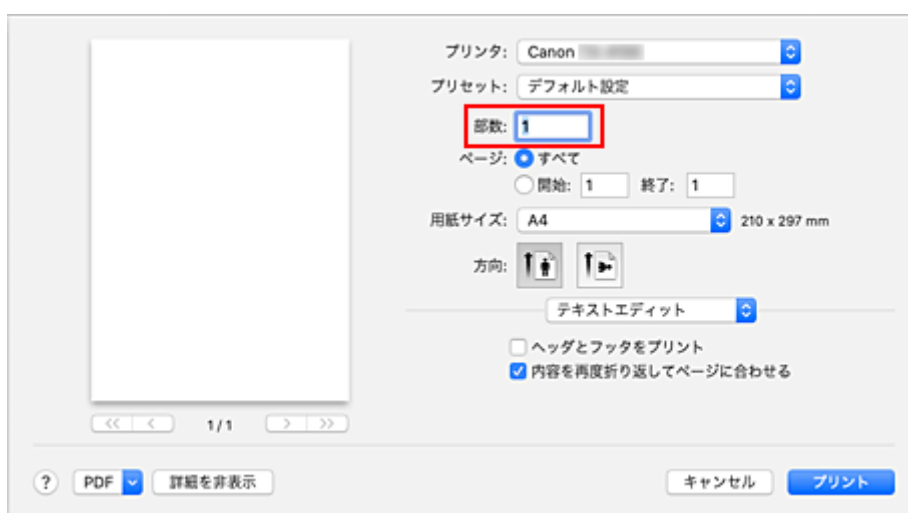 プリンタ: Canon
プリセット: デフォルト設定
部数: 1
ページ: すべて
開始: 1 終了: 1
用紙サイズ: A4 210 x 297 mm
方向:
テキストエディット
ヘッダとフッタをプリント
内容を再度折り返してページに合わせる
<< < 1/1 > >>
? PDF 詳細を非表示 キャンセル プリント